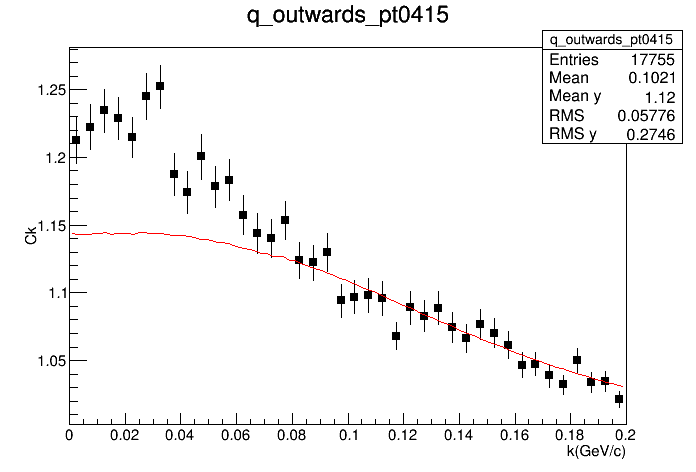 q_outwards_pt0415
q_outwards_pt0415
Entries 17755
Mean 0.1021
Mean y 1.12
RMS 0.05776
RMS y 0.2746
Ck
1.25
1.2
1.15
1.1
1.05
0 0.02 0.04 0.06 0.08 0.1 0.12 0.14 0.16 0.18 0.2
k(GeV/c)